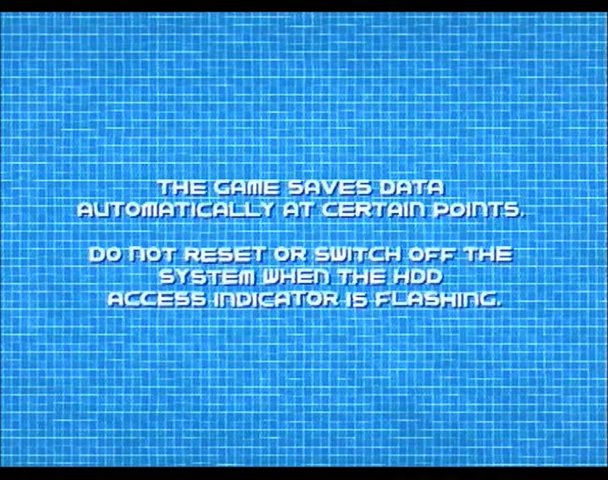 THE GAME SAVES DATA
AUTOMATICALLY AT CERTAIN POINTS.
DO NOT RESET OR SWITCH OFF THE
SYSTEM WHEN THE HDD
ACCESS INDICATOR IS FLASHING.